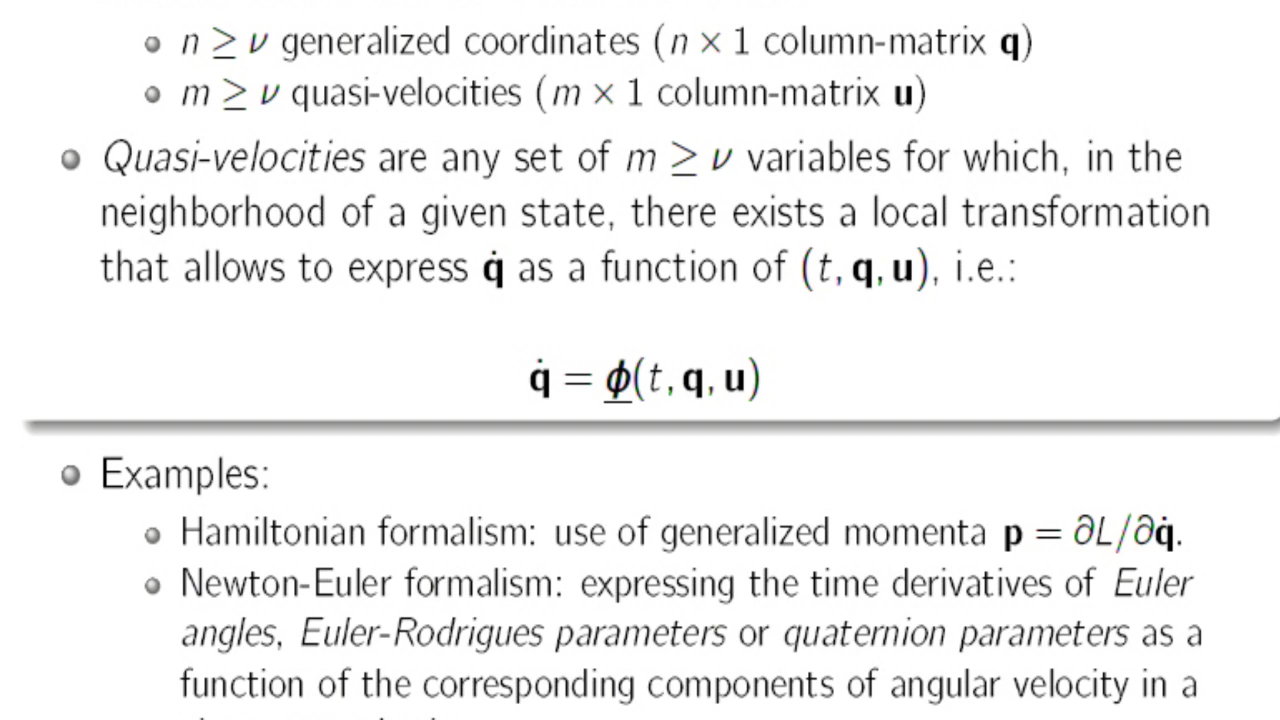 n ≥ ν generalized coordinates (n × 1 column-matrix q)
m ≥ ν quasi-velocities (m × 1 column-matrix u)
Quasi-velocities are any set of m ≥ ν variables for which, in the
neighborhood of a given state, there exists a local transformation
that allows to express q̇ as a function of (t, q, u), i.e.:
q̇ = ϕ(t, q, u)
Examples:
Hamiltonian formalism: use of generalized momenta p = ∂L/∂q̇.
Newton-Euler formalism: expressing the time derivatives of Euler
angles, Euler-Rodrigues parameters or quaternion parameters as a
function of the corresponding components of angular velocity in a